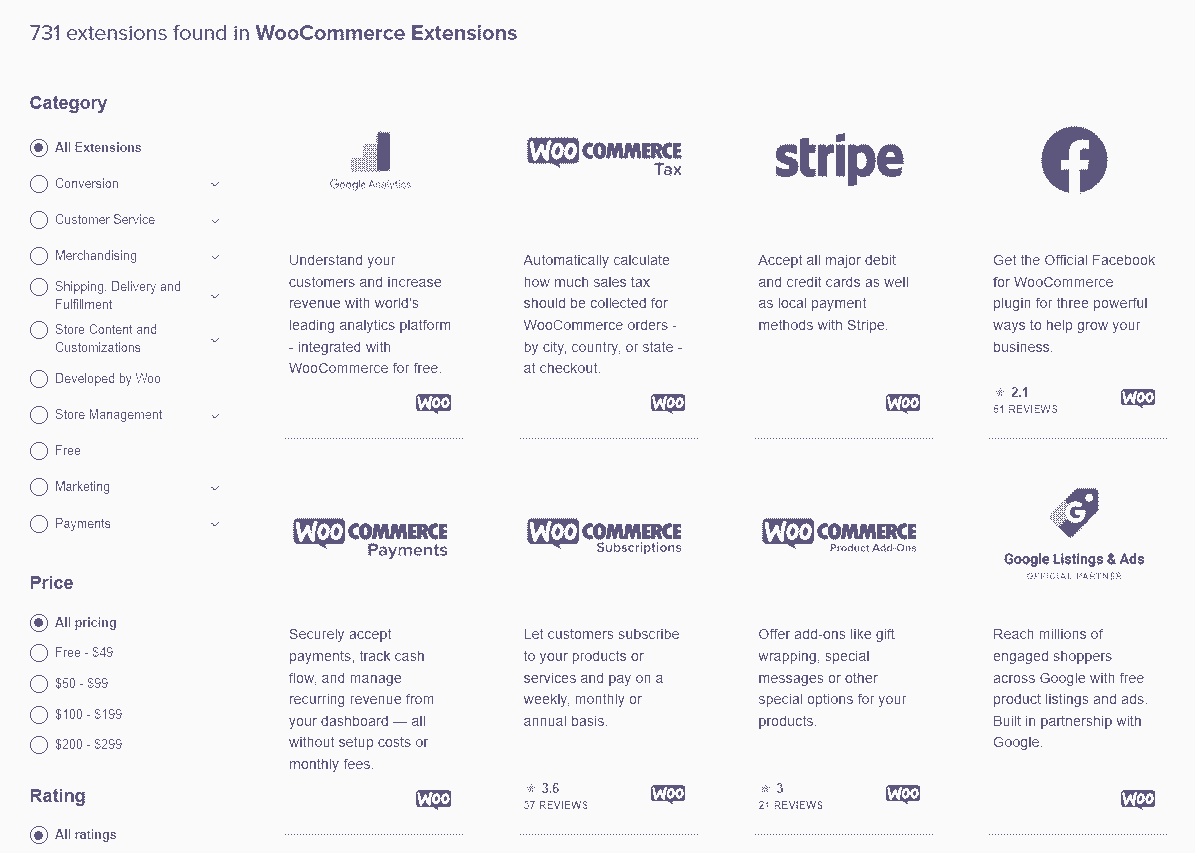 731 extensions found in WooCommerce Extensions
Category
All Extensions
Conversion
Customer Service
Merchandising
Shipping, Delivery and
Fulfillment
Store Content and
Customizations
Developed by Woo
Store Management
Free
Marketing
Payments
Price
All pricing
Free - $49
$50 - $99
$100 - $199
$200 - $299
Rating
All ratings
Google Analytics
Understand your
customers and increase
revenue with world's
leading analytics platform
- integrated with
WooCommerce for free.
WOO
WOO COMMERCE
Tax
Automatically calculate
how much sales tax
should be collected for
WooCommerce orders -
by city, country, or state -
at checkout.
WOO
stripe
Accept all major debit
and credit cards as well
as local payment
methods with Stripe.
WOO
f
Get the Official Facebook
for WooCommerce
plugin for three powerful
ways to help grow your
business.
2.1
51 REVIEWS
WOO
WOO COMMERCE
Payments
Securely accept
payments, track cash
flow, and manage
recurring revenue from
your dashboard — all
without setup costs or
monthly fees.
WOO
WOO COMMERCE
Subscriptions
Let customers subscribe
to your products or
services and pay on a
weekly, monthly or
annual basis.
3.6
37 REVIEWS
WOO
WOO COMMERCE
Product Add-Ons
Offer add-ons like gift
wrapping, special
messages or other
special options for your
products.
3
21 REVIEWS
WOO
G
Google Listings & Ads
OFFICIAL PARTNER
Reach millions of
engaged shoppers
across Google with free
product listings and ads.
Built in partnership with
Google.
WOO